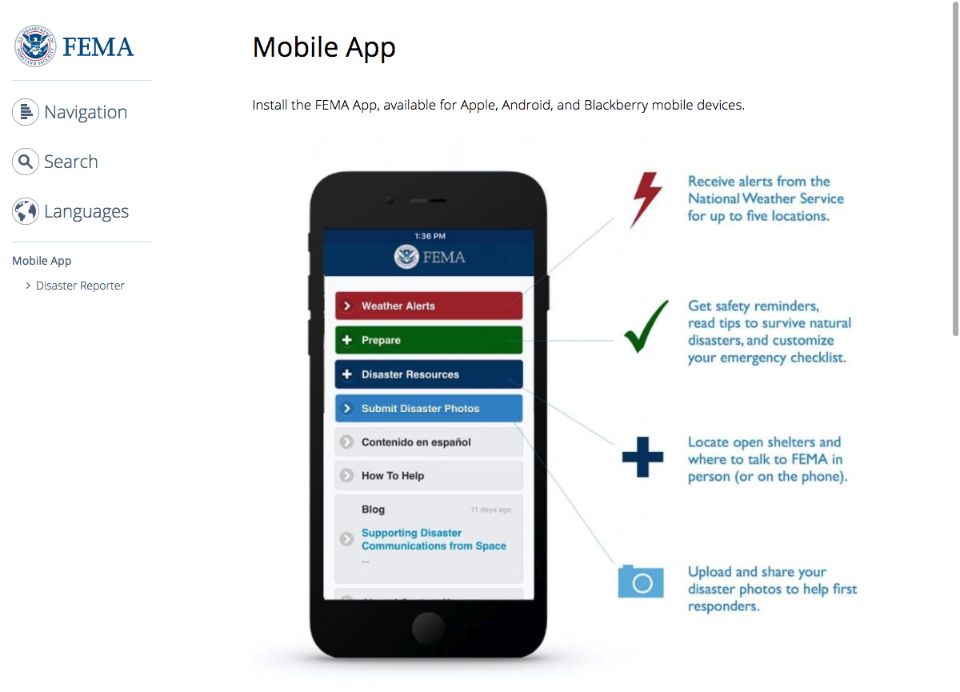 FEMA
Navigation
Search
Languages
Mobile App
Disaster Reporter
Mobile App
Install the FEMA App, available for Apple, Android, and Blackberry mobile devices.
1:36 PM
FEMA
Weather Alerts
Prepare
Disaster Resources
Submit Disaster Photos
Contenido en español
How To Help
Blog
11 days ago
Supporting Disaster
Communications from Space
...
Receive alerts from the
National Weather Service
for up to five locations.
Get safety reminders,
read tips to survive natural
disasters, and customize
your emergency checklist.
Locate open shelters and
where to talk to FEMA in
person (or on the phone).
Upload and share your
disaster photos to help first
responders.